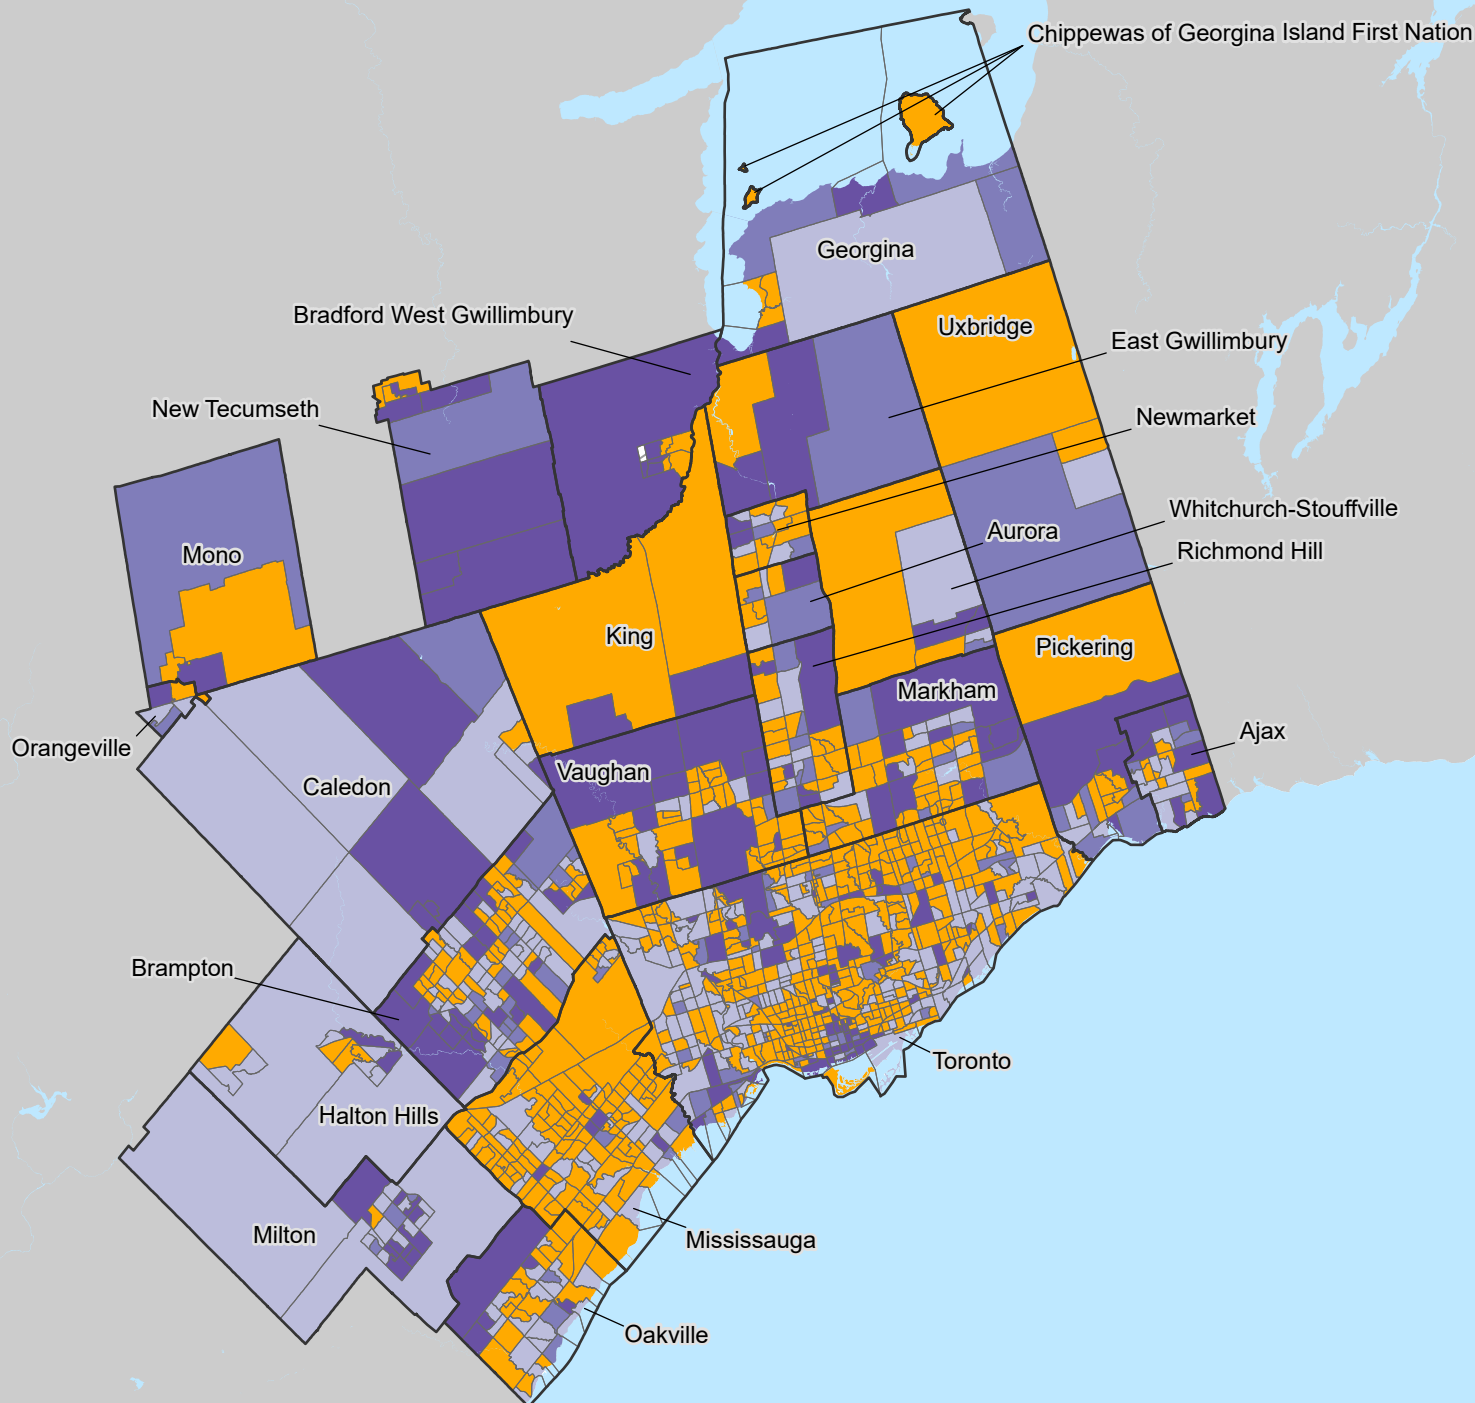 Chippewas of Georgina Island First Nation
Georgina
Bradford West Gwillimbury
Uxbridge
East Gwillimbury
New Tecumseth
Newmarket
Whitchurch-Stouffville
Aurora
Richmond Hill
Mono
King
Pickering
Markham
Orangeville
Ajax
Vaughan
Caledon
Brampton
Toronto
Halton Hills
Milton
Mississauga
Oakville